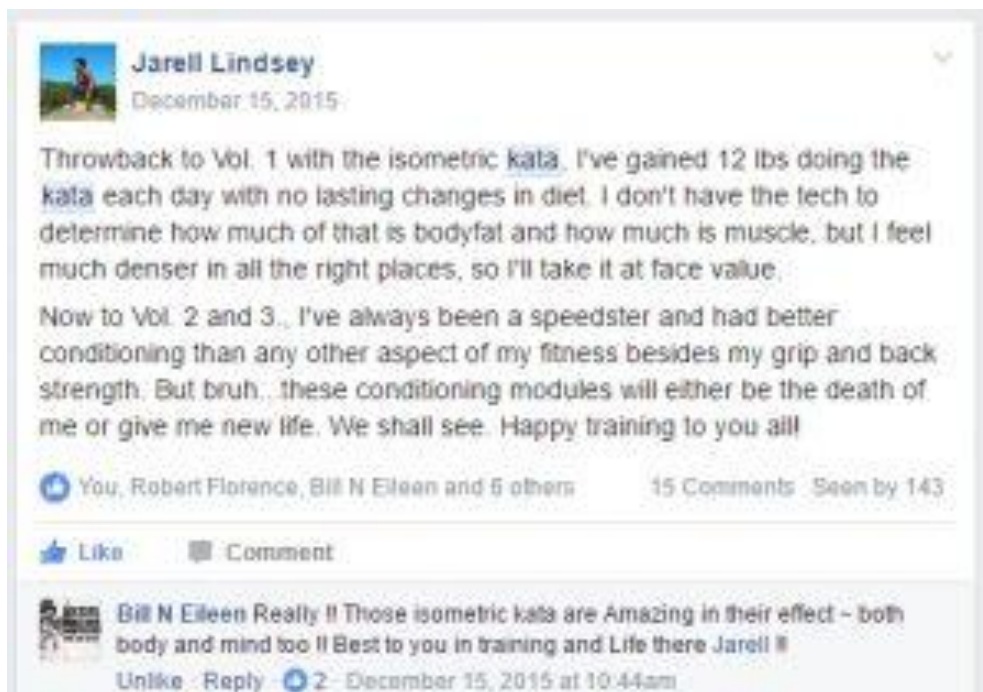 Jarell Lindsey
December 15, 2015
Throwback to Vol. 1 with the isometric kata. I've gained 12 lbs doing the
kata each day with no lasting changes in diet. I don't have the tech to
determine how much of that is bodyfat and how much is muscle, but I feel
much denser in all the right places, so I'll take it at face value.
Now to Vol. 2 and 3., I've always been a speedster and had better
conditioning than any other aspect of my fitness besides my grip and back
strength. But bruh...these conditioning modules will either be the death of
me or give me new life. We shall see. Happy training to you all!
You, Robert Florence, Bill N Eileen and 6 others 15 Comments Seen by 143
Like Comment
Bill N Eileen Really !! Those isometric kata are Amazing in their effect ~ both
body and mind too !! Best to you in training and Life there Jarell !!
Unlike · Reply · 2 · December 15, 2015 at 10:44am